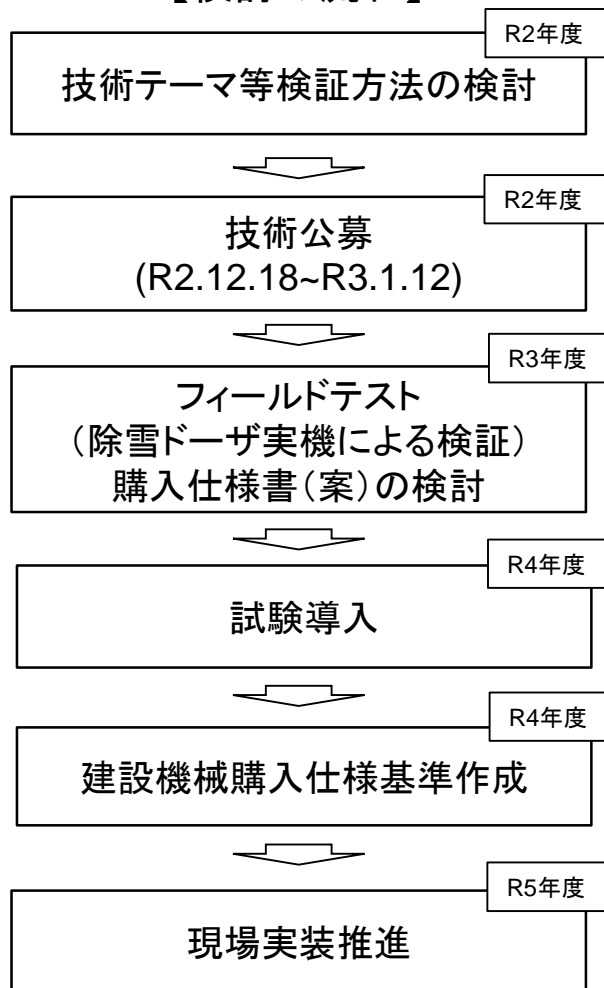 R2年度
技術テーマ等検証方法の検討
R2年度
技術公募
(R2.12.18~R3.1.12)
R3年度
フィールドテスト
（除雪ドーザ実機による検証）
購入仕様書（案）の検討
R4年度
試験導入
R4年度
建設機械購入仕様基準作成
R5年度
現場実装推進